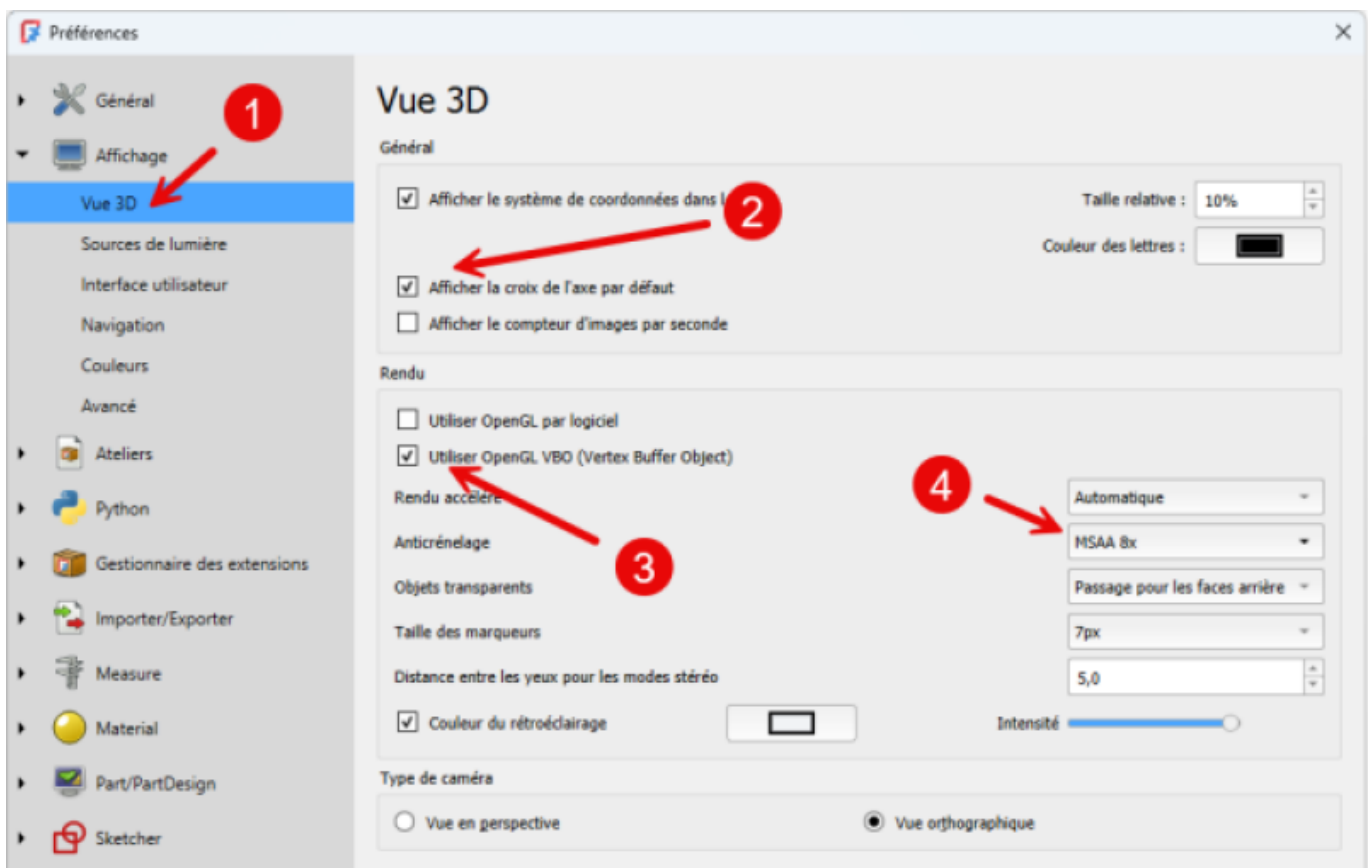 Préférences
Général
1
Affichage
Vue 3D
Sources de lumière
Interface utilisateur
Navigation
Couleurs
Avancé
Ateliers
Python
Gestionnaire des extensions
Importer/Exporter
Measure
Material
Part/PartDesign
Sketcher
Vue 3D
Général
Afficher le système de coordonnées dans l
2
Taille relative : 10%
Couleur des lettres :
Afficher la croix de l'axe par défaut
Afficher le compteur d'images par seconde
Rendu
Utiliser OpenGL par logiciel
Utiliser OpenGL VBO (Vertex Buffer Object)
4
Rendu accéléré Automatique
Anticrénelage MSAA 8x
3
Objets transparents Passage pour les faces arrière
Taille des marqueurs 7px
Distance entre les yeux pour les modes stéréo 5,0
Couleur du rétroéclairage Intensité
Type de caméra
Vue en perspective Vue orthographique